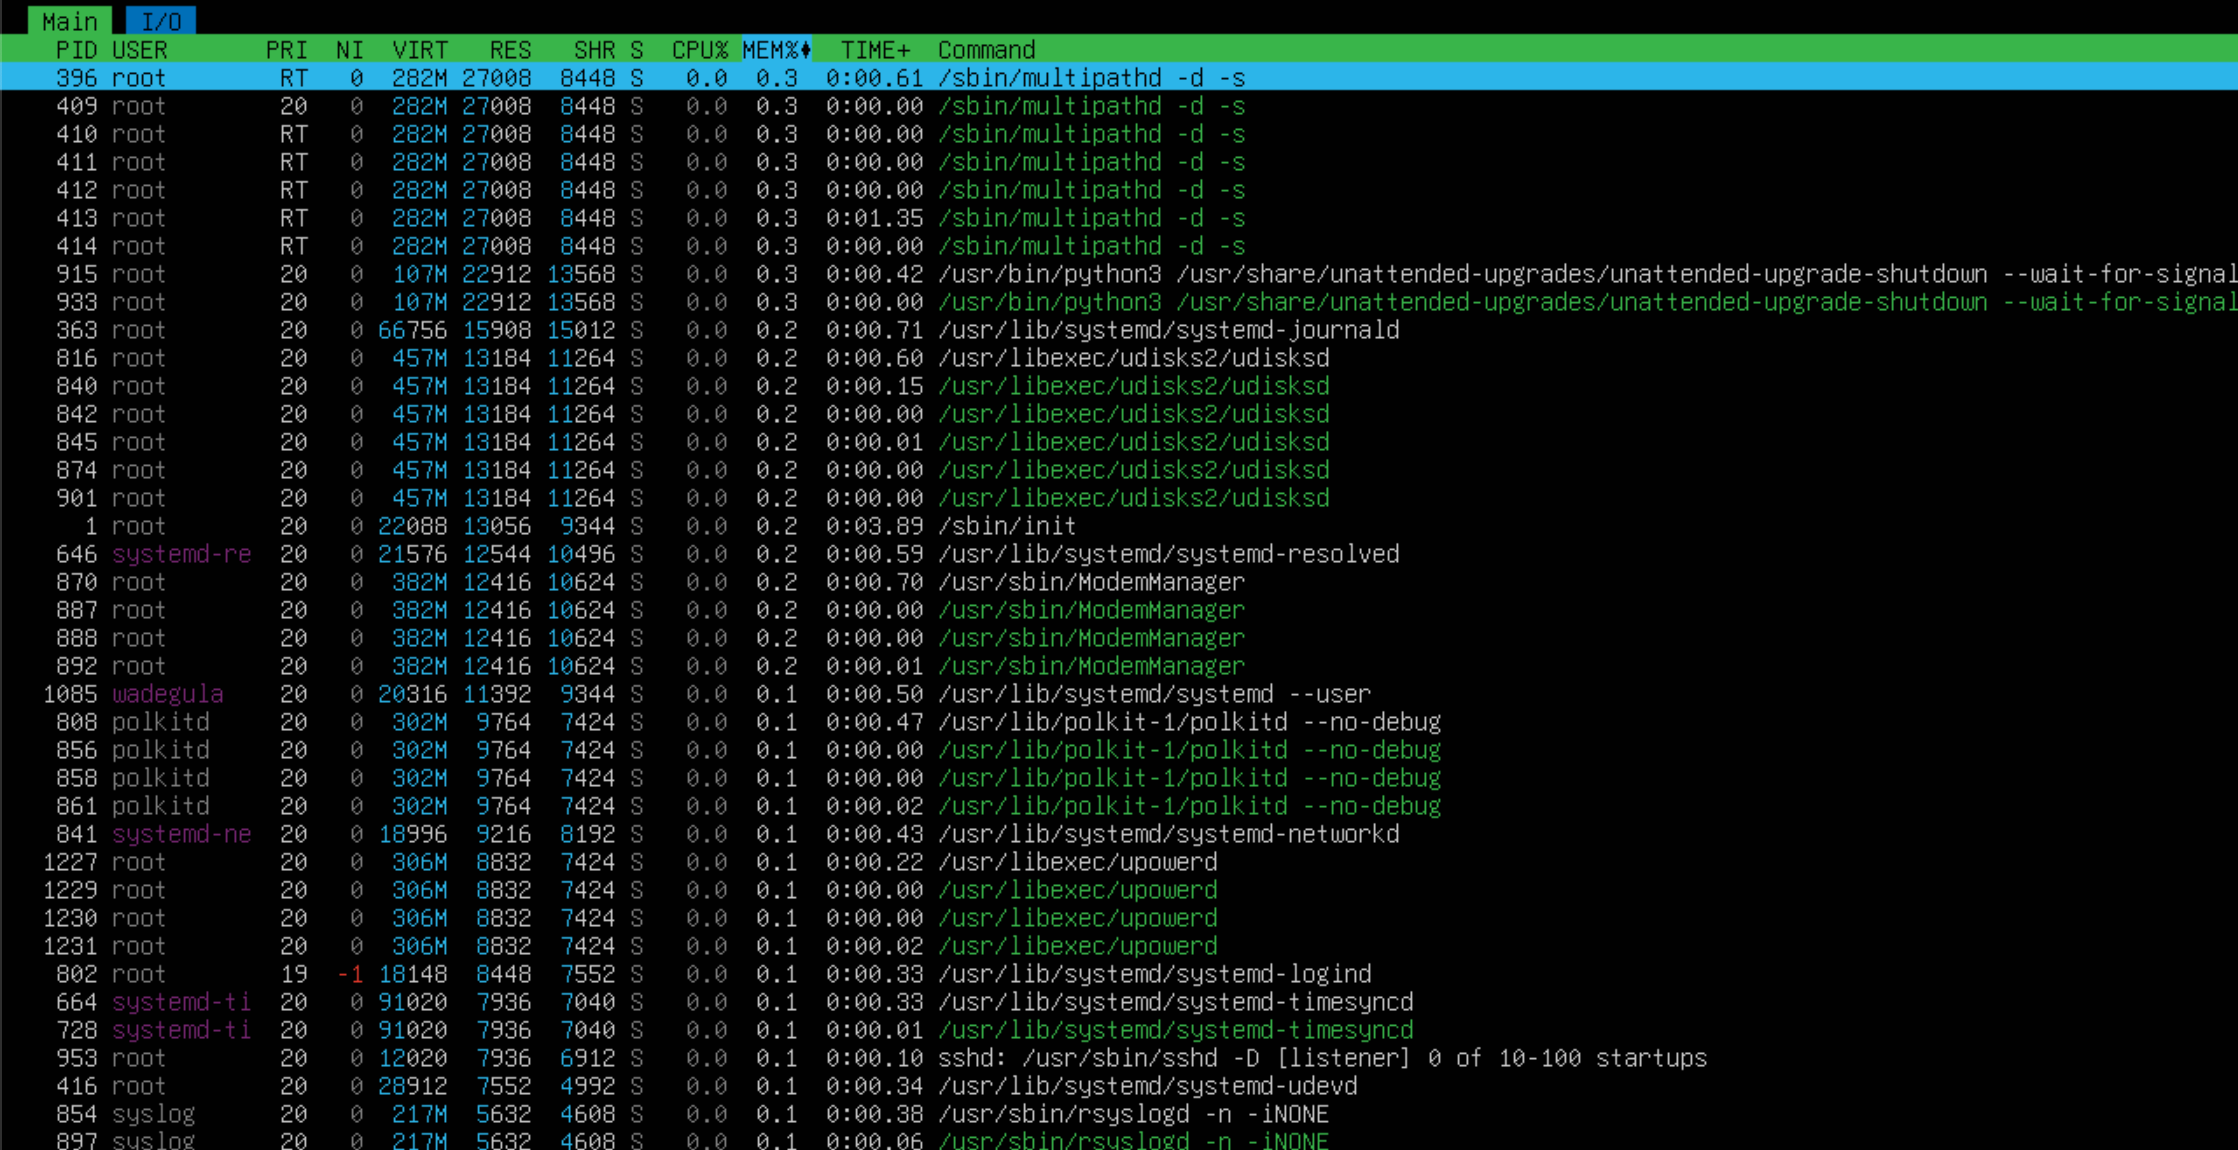 Main I/O
PID USER PRI NI VIRT RES SHR S CPU% MEM% TIME+ Command
396 root RT 0 282M 27008 8448 S 0.0 0.3 0:00.61 /sbin/multipathd -d -s
409 root 20 0 282M 27008 8448 S 0.0 0.3 0:00.00 /sbin/multipathd -d -s
410 root RT 0 282M 27008 8448 S 0.0 0.3 0:00.00 /sbin/multipathd -d -s
411 root RT 0 282M 27008 8448 S 0.0 0.3 0:00.00 /sbin/multipathd -d -s
412 root RT 0 282M 27008 8448 S 0.0 0.3 0:00.00 /sbin/multipathd -d -s
413 root RT 0 282M 27008 8448 S 0.0 0.3 0:01.35 /sbin/multipathd -d -s
414 root RT 0 282M 27008 8448 S 0.0 0.3 0:00.00 /sbin/multipathd -d -s
915 root 20 0 107M 22912 13568 S 0.0 0.3 0:00.42 /usr/bin/python3 /usr/share/unattended-upgrades/unattended-upgrade-shutdown --wait-for-signal
933 root 20 0 107M 22912 13568 S 0.0 0.3 0:00.00 /usr/bin/python3 /usr/share/unattended-upgrades/unattended-upgrade-shutdown --wait-for-signal
363 root 20 0 66756 15908 15012 S 0.0 0.2 0:00.71 /usr/lib/systemd/systemd-journald
816 root 20 0 457M 13184 11264 S 0.0 0.2 0:00.60 /usr/libexec/udisks2/udisksd
840 root 20 0 457M 13184 11264 S 0.0 0.2 0:00.15 /usr/libexec/udisks2/udisksd
842 root 20 0 457M 13184 11264 S 0.0 0.2 0:00.00 /usr/libexec/udisks2/udisksd
845 root 20 0 457M 13184 11264 S 0.0 0.2 0:00.01 /usr/libexec/udisks2/udisksd
874 root 20 0 457M 13184 11264 S 0.0 0.2 0:00.00 /usr/libexec/udisks2/udisksd
901 root 20 0 457M 13184 11264 S 0.0 0.2 0:00.00 /usr/libexec/udisks2/udisksd
1 root 20 0 22088 13056 9344 S 0.0 0.2 0:03.89 /sbin/init
646 systemd-re 20 0 21576 12544 10496 S 0.0 0.2 0:00.59 /usr/lib/systemd/systemd-resolved
870 root 20 0 382M 12416 10624 S 0.0 0.2 0:00.70 /usr/sbin/ModemManager
887 root 20 0 382M 12416 10624 S 0.0 0.2 0:00.00 /usr/sbin/ModemManager
888 root 20 0 382M 12416 10624 S 0.0 0.2 0:00.00 /usr/sbin/ModemManager
892 root 20 0 382M 12416 10624 S 0.0 0.2 0:00.01 /usr/sbin/ModemManager
1085 wadegula 20 0 20316 11392 9344 S 0.0 0.1 0:00.50 /usr/lib/systemd/systemd --user
808 polkitd 20 0 302M 9764 7424 S 0.0 0.1 0:00.47 /usr/lib/polkit-1/polkitd --no-debug
856 polkitd 20 0 302M 9764 7424 S 0.0 0.1 0:00.00 /usr/lib/polkit-1/polkitd --no-debug
858 polkitd 20 0 302M 9764 7424 S 0.0 0.1 0:00.00 /usr/lib/polkit-1/polkitd --no-debug
861 polkitd 20 0 302M 9764 7424 S 0.0 0.1 0:00.02 /usr/lib/polkit-1/polkitd --no-debug
841 systemd-ne 20 0 18996 9216 8192 S 0.0 0.1 0:00.43 /usr/lib/systemd/systemd-networkd
1227 root 20 0 306M 8832 7424 S 0.0 0.1 0:00.22 /usr/libexec/upowerd
1229 root 20 0 306M 8832 7424 S 0.0 0.1 0:00.00 /usr/libexec/upowerd
1230 root 20 0 306M 8832 7424 S 0.0 0.1 0:00.00 /usr/libexec/upowerd
1231 root 20 0 306M 8832 7424 S 0.0 0.1 0:00.02 /usr/libexec/upowerd
802 root 19 -1 18148 8448 7552 S 0.0 0.1 0:00.33 /usr/lib/systemd/systemd-logind
664 systemd-ti 20 0 91020 7936 7040 S 0.0 0.1 0:00.33 /usr/lib/systemd/systemd-timesyncd
728 systemd-ti 20 0 91020 7936 7040 S 0.0 0.1 0:00.01 /usr/lib/systemd/systemd-timesyncd
953 root 20 0 12020 7936 6912 S 0.0 0.1 0:00.10 sshd: /usr/sbin/sshd -D [listener] 0 of 10-100 startups
416 root 20 0 28912 7552 4992 S 0.0 0.1 0:00.34 /usr/lib/systemd/systemd-udevd
854 syslog 20 0 217M 5632 4608 S 0.0 0.1 0:00.38 /usr/sbin/rsyslogd -n -iNONE
897 syslog 20 0 217M 5632 4608 S 0.0 0.1 0:00.06 /usr/sbin/rsyslogd -n -iNONE